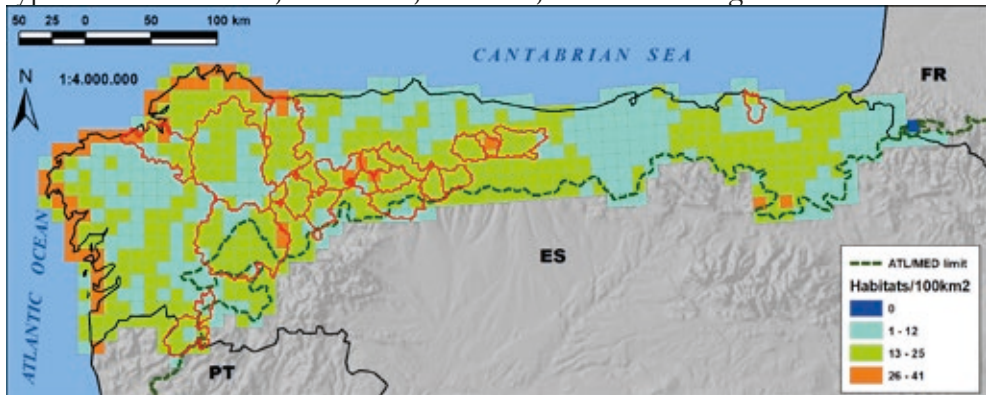 50 25 0 50 100 km
N
1:4.000.000
CANTABRIAN SEA
FR
ATLANTIC OCEAN
ES
PT
ATL/MED limit
Habitats/100km2
0
1 - 12
13 - 25
26 - 41